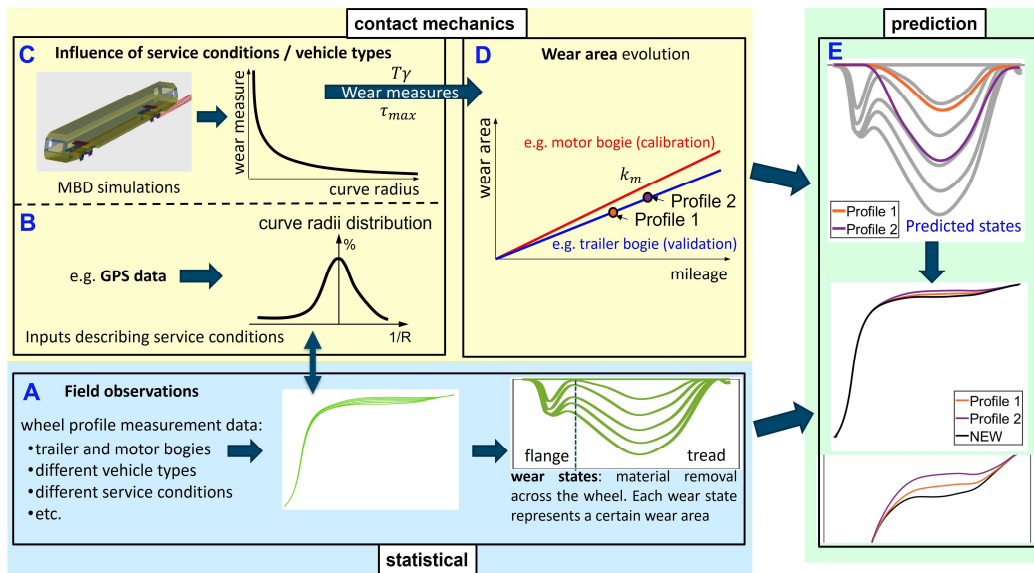 contact mechanics
C
Influence of service conditions / vehicle types
MBD simulations
wear measure
curve radius
Tγ
Wear measures
τmax
B
curve radii distribution
%
e.g. GPS data
1/R
Inputs describing service conditions
D
Wear area evolution
wear area
e.g. motor bogie (calibration)
km
Profile 2
Profile 1
e.g. trailer bogie (validation)
mileage
A
Field observations
wheel profile measurement data:
•trailer and motor bogies
•different vehicle types
•different service conditions
•etc.
flange
tread
wear states: material removal
across the wheel. Each wear state
represents a certain wear area
statistical
prediction
E
Profile 1
Profile 2
Predicted states
Profile 1
Profile 2
NEW